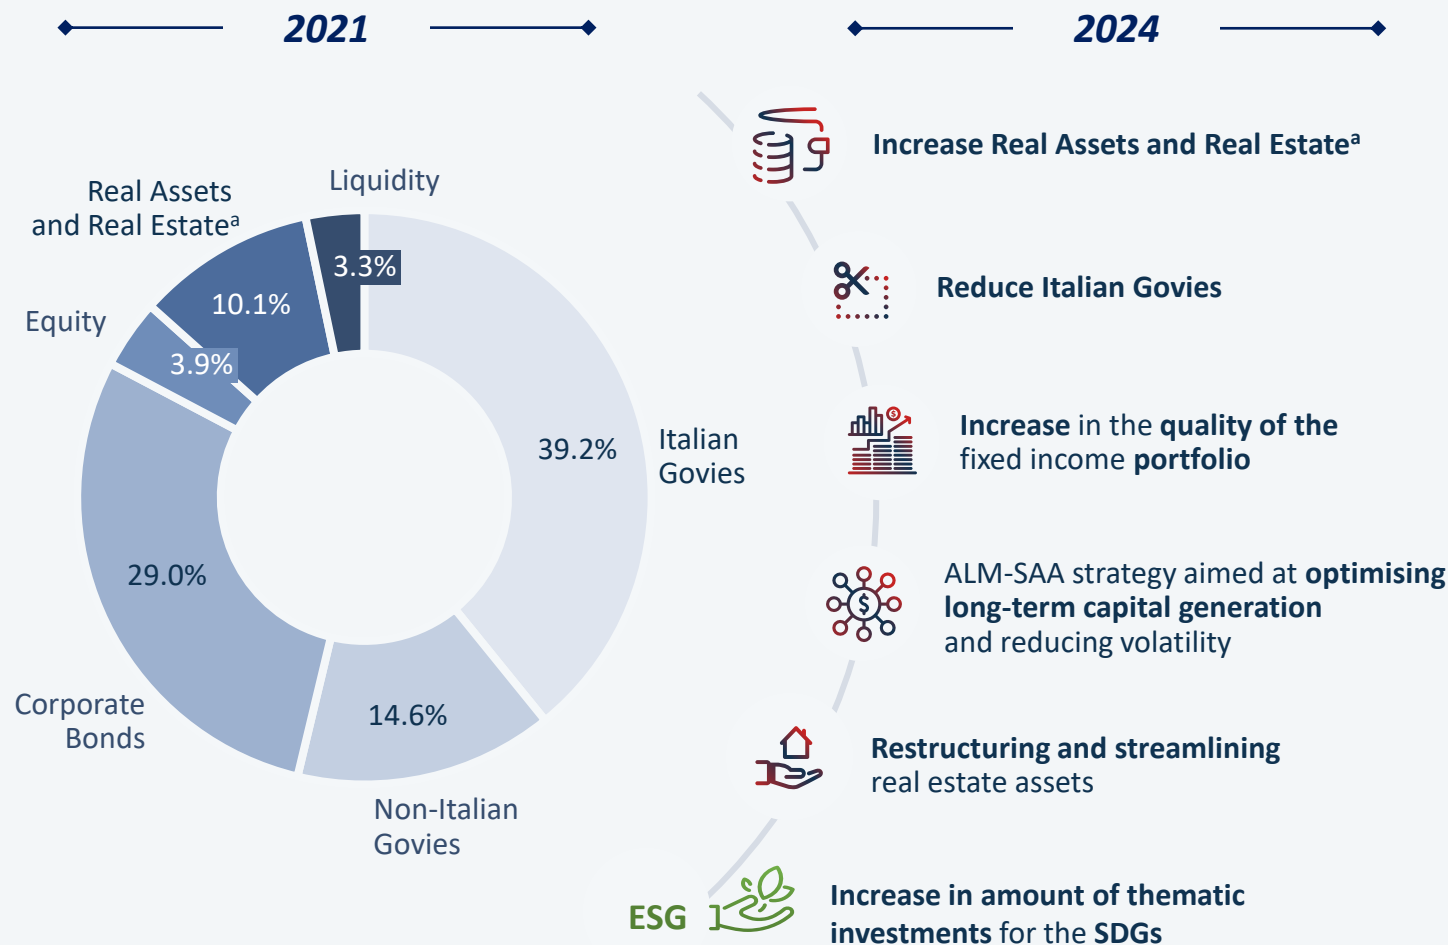 2021
2024
Real Assets
and Real Estateᵃ
Liquidity
3.3%
10.1%
Equity
3.9%
39.2%
Italian
Govies
29.0%
Corporate
Bonds
14.6%
Non-Italian
Govies
Increase Real Assets and Real Estateᵃ
Reduce Italian Govies
$
Increase in the quality of the
fixed income portfolio
$
ALM-SAA strategy aimed at optimising
long-term capital generation
and reducing volatility
Restructuring and streamlining
real estate assets
ESG
Increase in amount of thematic
investments for the SDGs